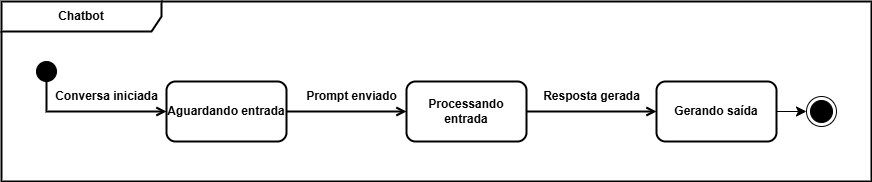 Chatbot
Conversa iniciada
Aguardando entrada
Prompt enviado
Processando
entrada
Resposta gerada
Gerando saída